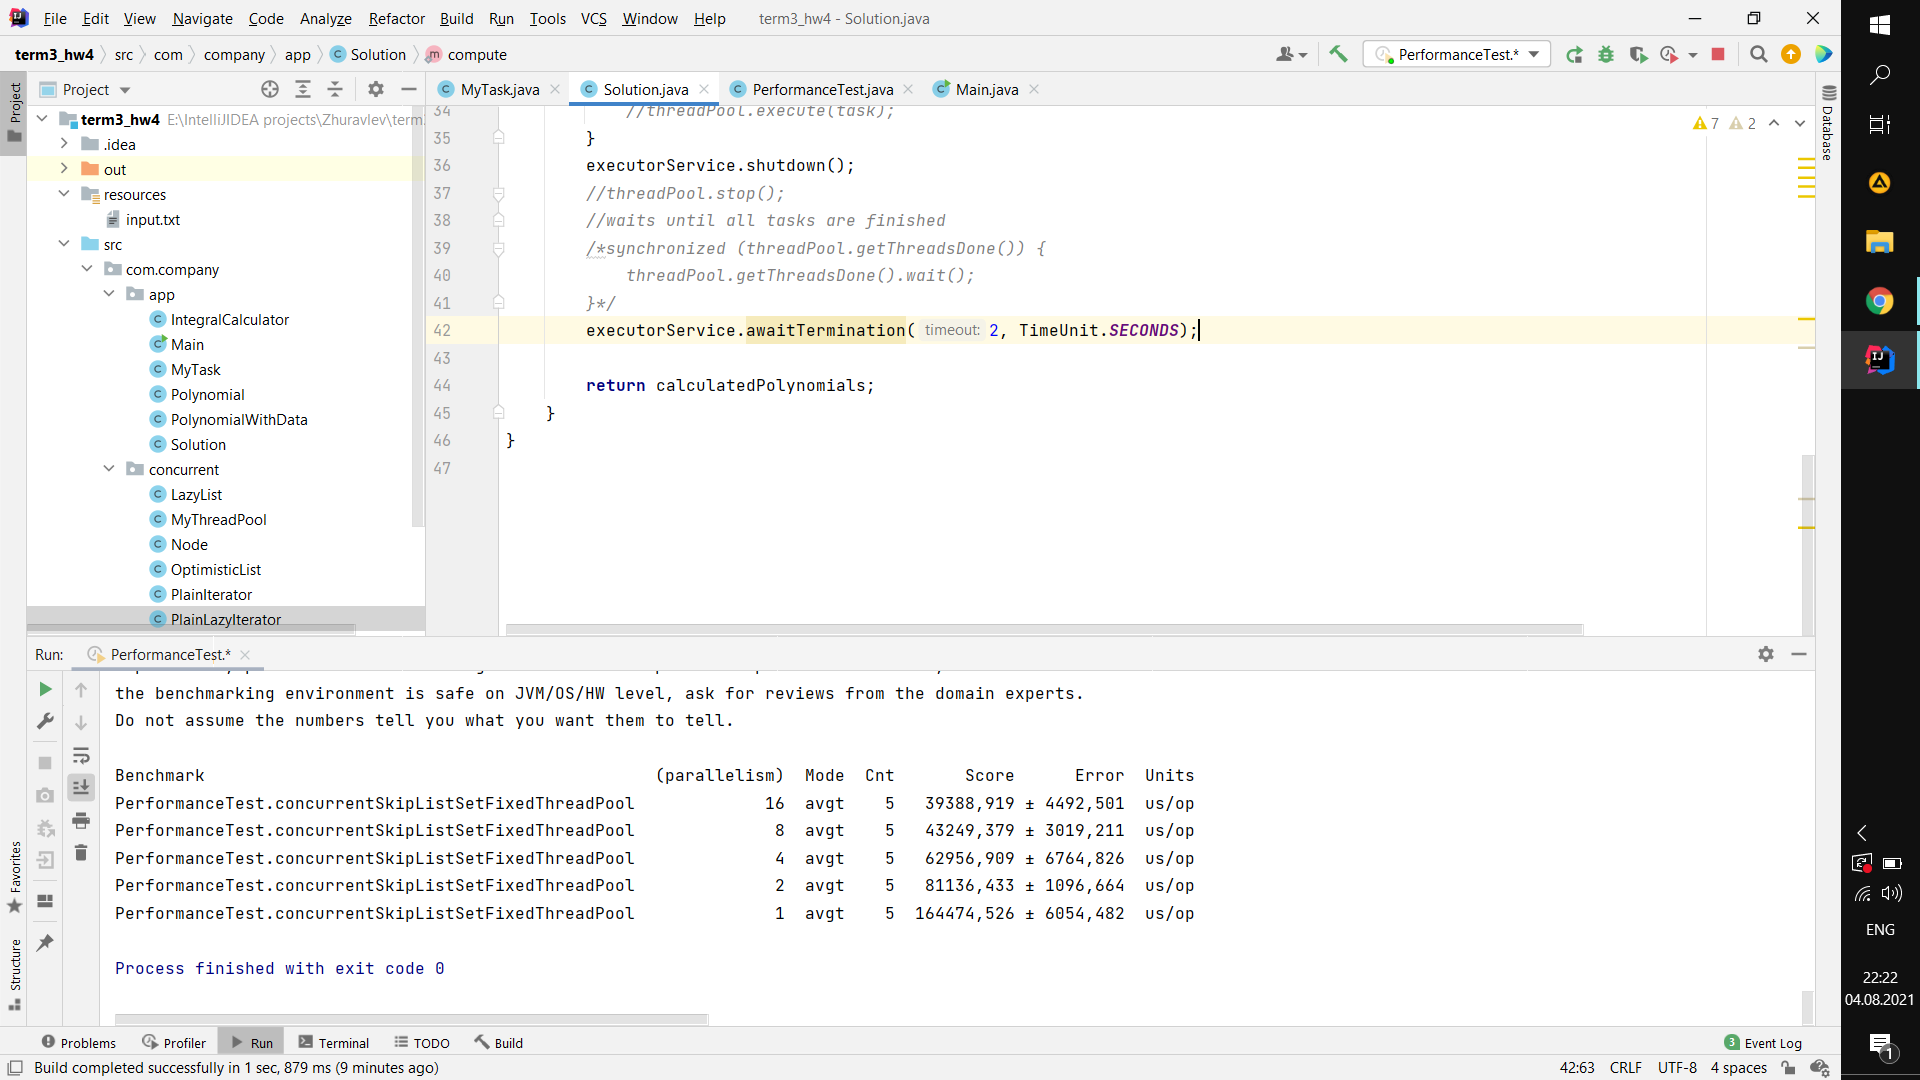 File Edit View Navigate Code Analyze Refactor Build Run Tools VCS Window Help term3_hw4 - Solution.java
term3_hw4 src com company app Solution compute PerformanceTest.*
Project
Project
MyTask.java Solution.java PerformanceTest.java Main.java
Database
term3_hw4 E:\IntelliJIDEA projects\Zhuravlev\term3
.idea
out
resources
input.txt
src
com.company
app
IntegralCalculator
Main
MyTask
Polynomial
PolynomialWithData
Solution
concurrent
LazyList
MyThreadPool
Node
OptimisticList
PlainIterator
PlainLazyIterator
7 2
34 //threadPool.execute(task);
35 }
36 executorService.shutdown();
37 //threadPool.stop();
38 //waits until all tasks are finished
39 /*synchronized (threadPool.getThreadsDone()) {
40 threadPool.getThreadsDone().wait();
41 }*/
42 executorService.awaitTermination( timeout: 2, TimeUnit.SECONDS);
43
44 return calculatedPolynomials;
45 }
46 }
47
Run: PerformanceTest.*
the benchmarking environment is safe on JVM/OS/HW level, ask for reviews from the domain experts.
Do not assume the numbers tell you what you want them to tell.
Benchmark (parallelism) Mode Cnt Score Error Units
PerformanceTest.concurrentSkipListSetFixedThreadPool 16 avgt 5 39388,919 ± 4492,501 us/op
PerformanceTest.concurrentSkipListSetFixedThreadPool 8 avgt 5 43249,379 ± 3019,211 us/op
PerformanceTest.concurrentSkipListSetFixedThreadPool 4 avgt 5 62956,909 ± 6764,826 us/op
PerformanceTest.concurrentSkipListSetFixedThreadPool 2 avgt 5 81136,433 ± 1096,664 us/op
PerformanceTest.concurrentSkipListSetFixedThreadPool 1 avgt 5 164474,526 ± 6054,482 us/op
Process finished with exit code 0
Favorites
Structure
Problems Profiler Run Terminal TODO Build 3 Event Log
Build completed successfully in 1 sec, 879 ms (9 minutes ago) 42:63 CRLF UTF-8 4 spaces
ENG
22:22
04.08.2021
1